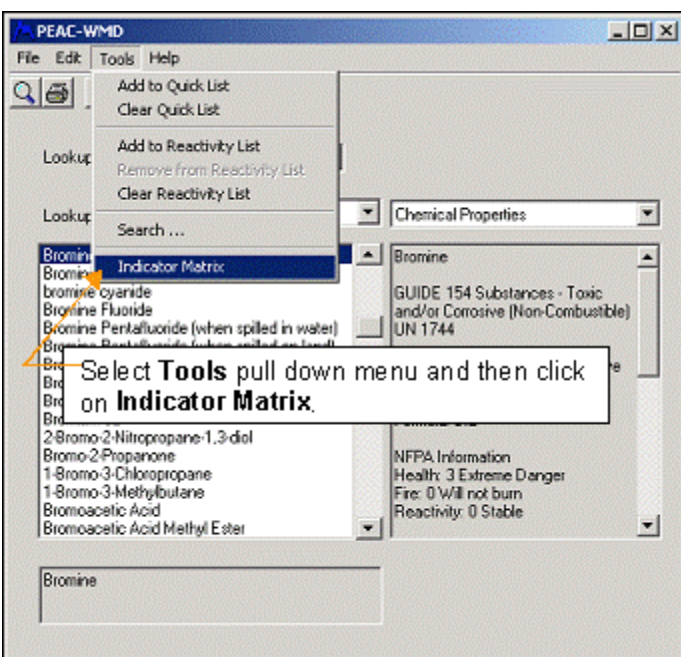 PEAC-WMD
File Edit Tools Help
Add to Quick List
Clear Quick List
Add to Reactivity List
Remove from Reactivity List
Clear Reactivity List
Search ...
Indicator Matrix
Lookup
Lookup
Chemical Properties
bromine cyanide
Bromine Fluoride
Bromine Pentafluoride (when spilled in water)
Bromine Pentafluoride (when spilled on land)
Select Tools pull down menu and then click
on Indicator Matrix.
2-Bromo-2-Nitropropane-1,3-diol
Bromo-2-Propanone
1-Bromo-3-Chloropropane
1-Bromo-3-Methylbutane
Bromoacetic Acid
Bromoacetic Acid Methyl Ester
Bromine
GUIDE 154 Substances - Toxic
and/or Corrosive (Non-Combustible)
UN 1744
NFPA Information
Health: 3 Extreme Danger
Fire: 0 Will not burn
Reactivity: 0 Stable
Bromine